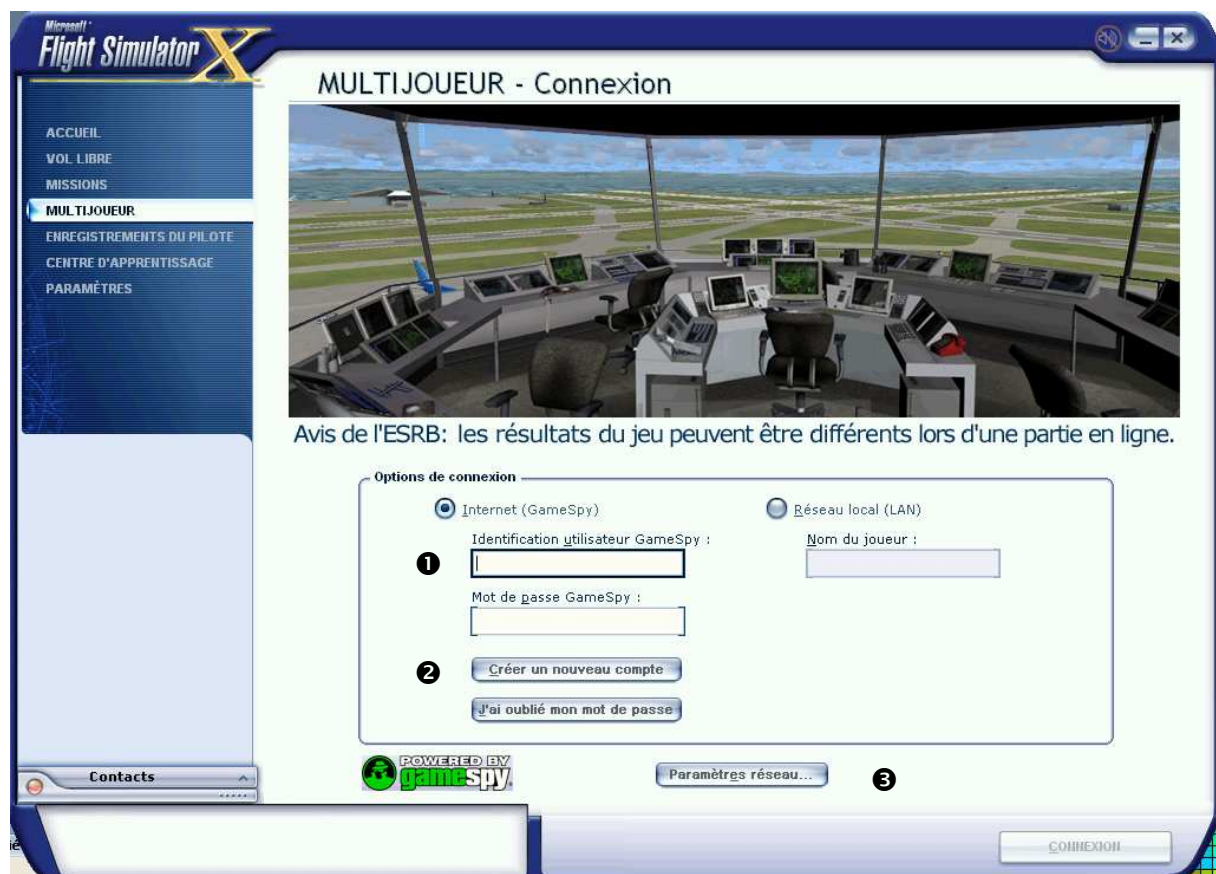 Microsoft
Flight Simulator X
MULTIJOUEUR - Connexion
ACCUEIL
VOL LIBRE
MISSIONS
MULTIJOUEUR
ENREGISTREMENTS DU PILOTE
CENTRE D'APPRENTISSAGE
PARAMÈTRES
Avis de l'ESRB: les résultats du jeu peuvent être différents lors d'une partie en ligne.
Options de connexion
Internet (GameSpy)
Réseau local (LAN)
Identification utilisateur GameSpy :
Nom du joueur :
❶
Mot de passe GameSpy :
❷ Créer un nouveau compte
J'ai oublié mon mot de passe
POWERED BY
gamespy.
Paramètres réseau... ❸
Contacts
CONNEXION